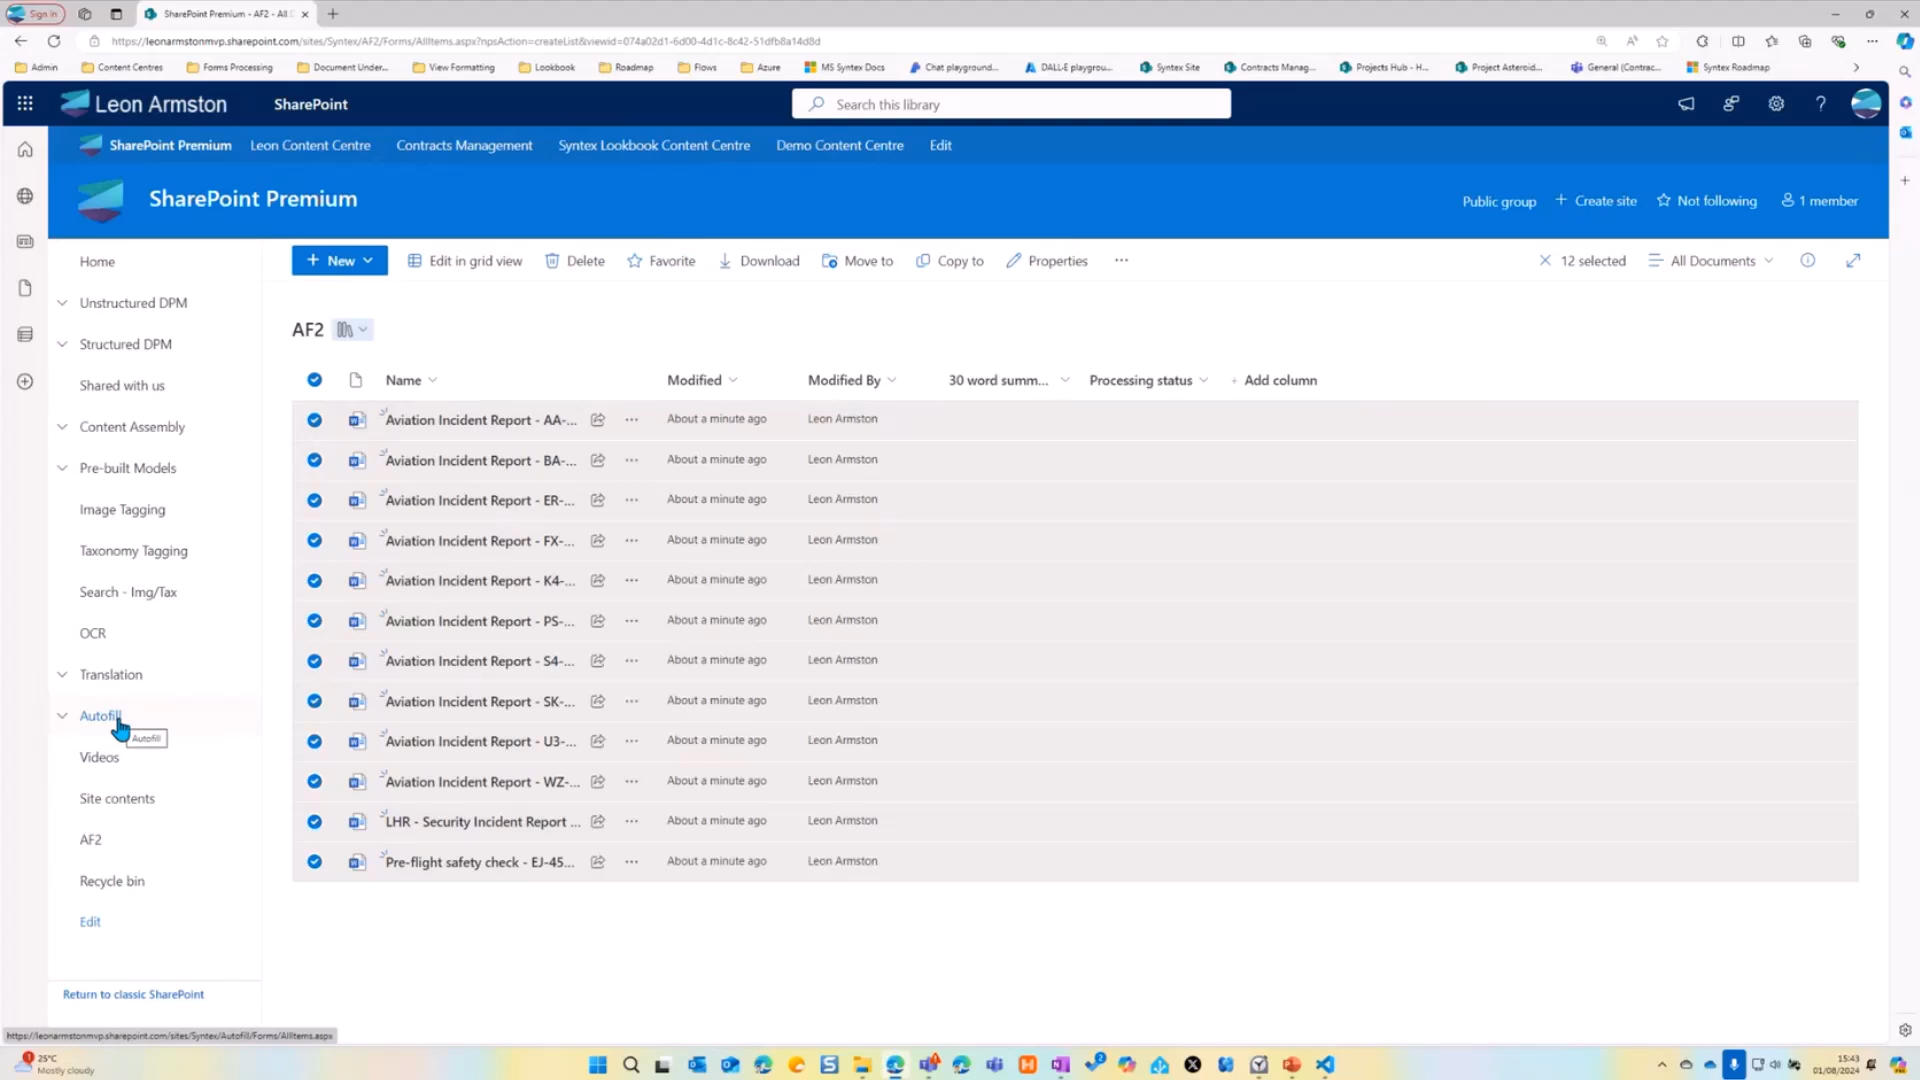 Sign in
SharePoint Premium - AF2 - All
https://leonarmstonmvp.sharepoint.com/sites/Syntex/AF2/Forms/AllItems.aspx?npsAction=createList&viewid=074a02d1-6d00-4d1c-8c42-51dfb8a14d8d
Admin
Content Centres
Forms Processing
Document Under...
View Formatting
Lookbook
Roadmap
Flows
Azure
MS Syntex Docs
Chat playground...
DALL-E playgrou...
Syntex Site
Contracts Manag...
Projects Hub - H...
Project Asteroid...
General (Contrac...
Syntex Roadmap
Leon Armston
SharePoint
Search this library
SharePoint Premium
Leon Content Centre
Contracts Management
Syntex Lookbook Content Centre
Demo Content Centre
Edit
SharePoint Premium
Public group
+ Create site
Not following
1 member
Home
Unstructured DPM
Structured DPM
Shared with us
Content Assembly
Pre-built Models
Image Tagging
Taxonomy Tagging
Search - Img/Tax
OCR
Translation
Autofill
Autofill
Videos
Site contents
AF2
Recycle bin
Edit
Return to classic SharePoint
+ New
Edit in grid view
Delete
Favorite
Download
Move to
Copy to
Properties
...
12 selected
All Documents
AF2
Name
Modified
Modified By
30 word summ...
Processing status
+ Add column
Aviation Incident Report - AA-... About a minute ago Leon Armston
Aviation Incident Report - BA-... About a minute ago Leon Armston
Aviation Incident Report - ER-... About a minute ago Leon Armston
Aviation Incident Report - FX-... About a minute ago Leon Armston
Aviation Incident Report - K4-... About a minute ago Leon Armston
Aviation Incident Report - PS-... About a minute ago Leon Armston
Aviation Incident Report - S4-... About a minute ago Leon Armston
Aviation Incident Report - SK-... About a minute ago Leon Armston
Aviation Incident Report - U3-... About a minute ago Leon Armston
Aviation Incident Report - WZ-... About a minute ago Leon Armston
LHR - Security Incident Report ... About a minute ago Leon Armston
Pre-flight safety check - EJ-45... About a minute ago Leon Armston
https://leonarmstonmvp.sharepoint.com/sites/Syntex/Autofill/Forms/AllItems.aspx
1
25°C
Mostly cloudy
2
15:43
01/08/2024